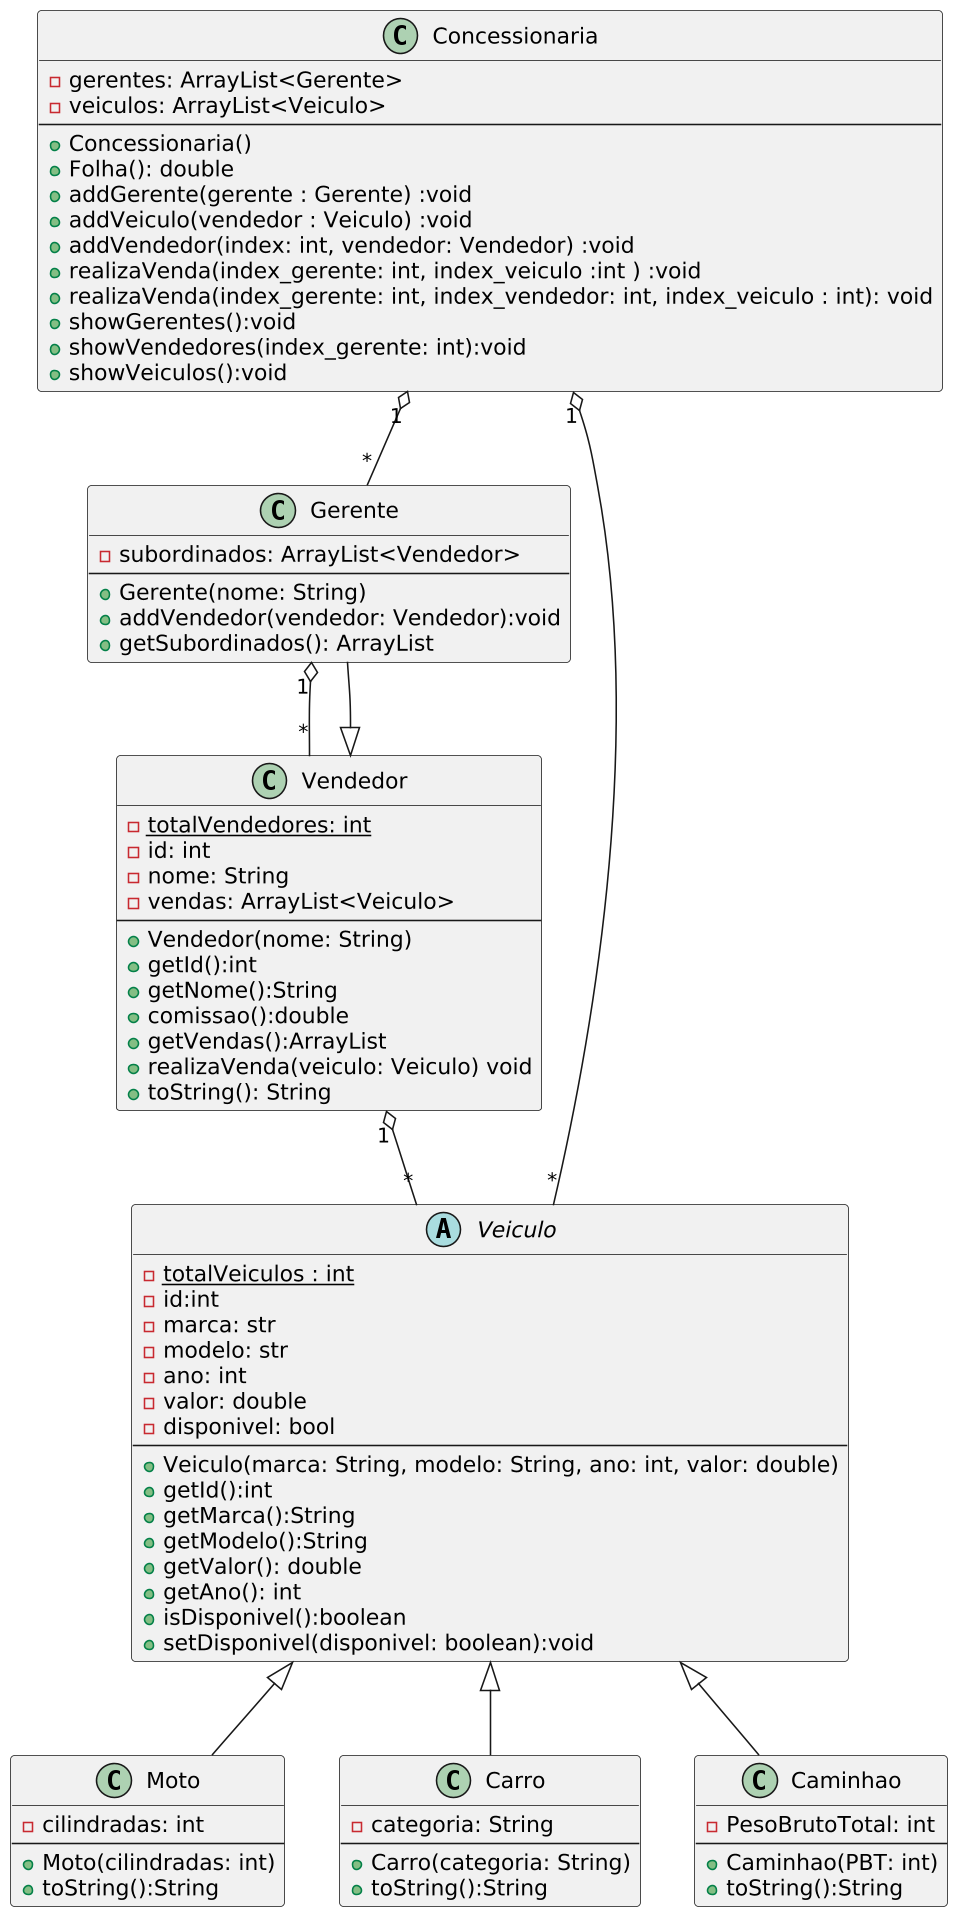 C Concessionaria
gerentes: ArrayList<Gerente>
veiculos: ArrayList<Veiculo>
Concessionaria()
Folha(): double
addGerente(gerente : Gerente) :void
addVeiculo(vendedor : Veiculo) :void
addVendedor(index: int, vendedor: Vendedor) :void
realizaVenda(index_gerente: int, index_veiculo :int ) :void
realizaVenda(index_gerente: int, index_vendedor: int, index_veiculo : int): void
showGerentes():void
showVendedores(index_gerente: int):void
showVeiculos():void
1 1
*
C Gerente
subordinados: ArrayList<Vendedor>
Gerente(nome: String)
addVendedor(vendedor: Vendedor):void
getSubordinados(): ArrayList
1
*
C Vendedor
totalVendedores: int
id: int
nome: String
vendas: ArrayList<Veiculo>
Vendedor(nome: String)
getId():int
getNome():String
comissao():double
getVendas():ArrayList
realizaVenda(veiculo: Veiculo) void
toString(): String
1
* *
A Veiculo
totalVeiculos : int
id:int
marca: str
modelo: str
ano: int
valor: double
disponivel: bool
Veiculo(marca: String, modelo: String, ano: int, valor: double)
getId():int
getMarca():String
getModelo():String
getValor(): double
getAno(): int
isDisponivel():boolean
setDisponivel(disponivel: boolean):void
C Moto
cilindradas: int
Moto(cilindradas: int)
toString():String
C Carro
categoria: String
Carro(categoria: String)
toString():String
C Caminhao
PesoBrutoTotal: int
Caminhao(PBT: int)
toString():String